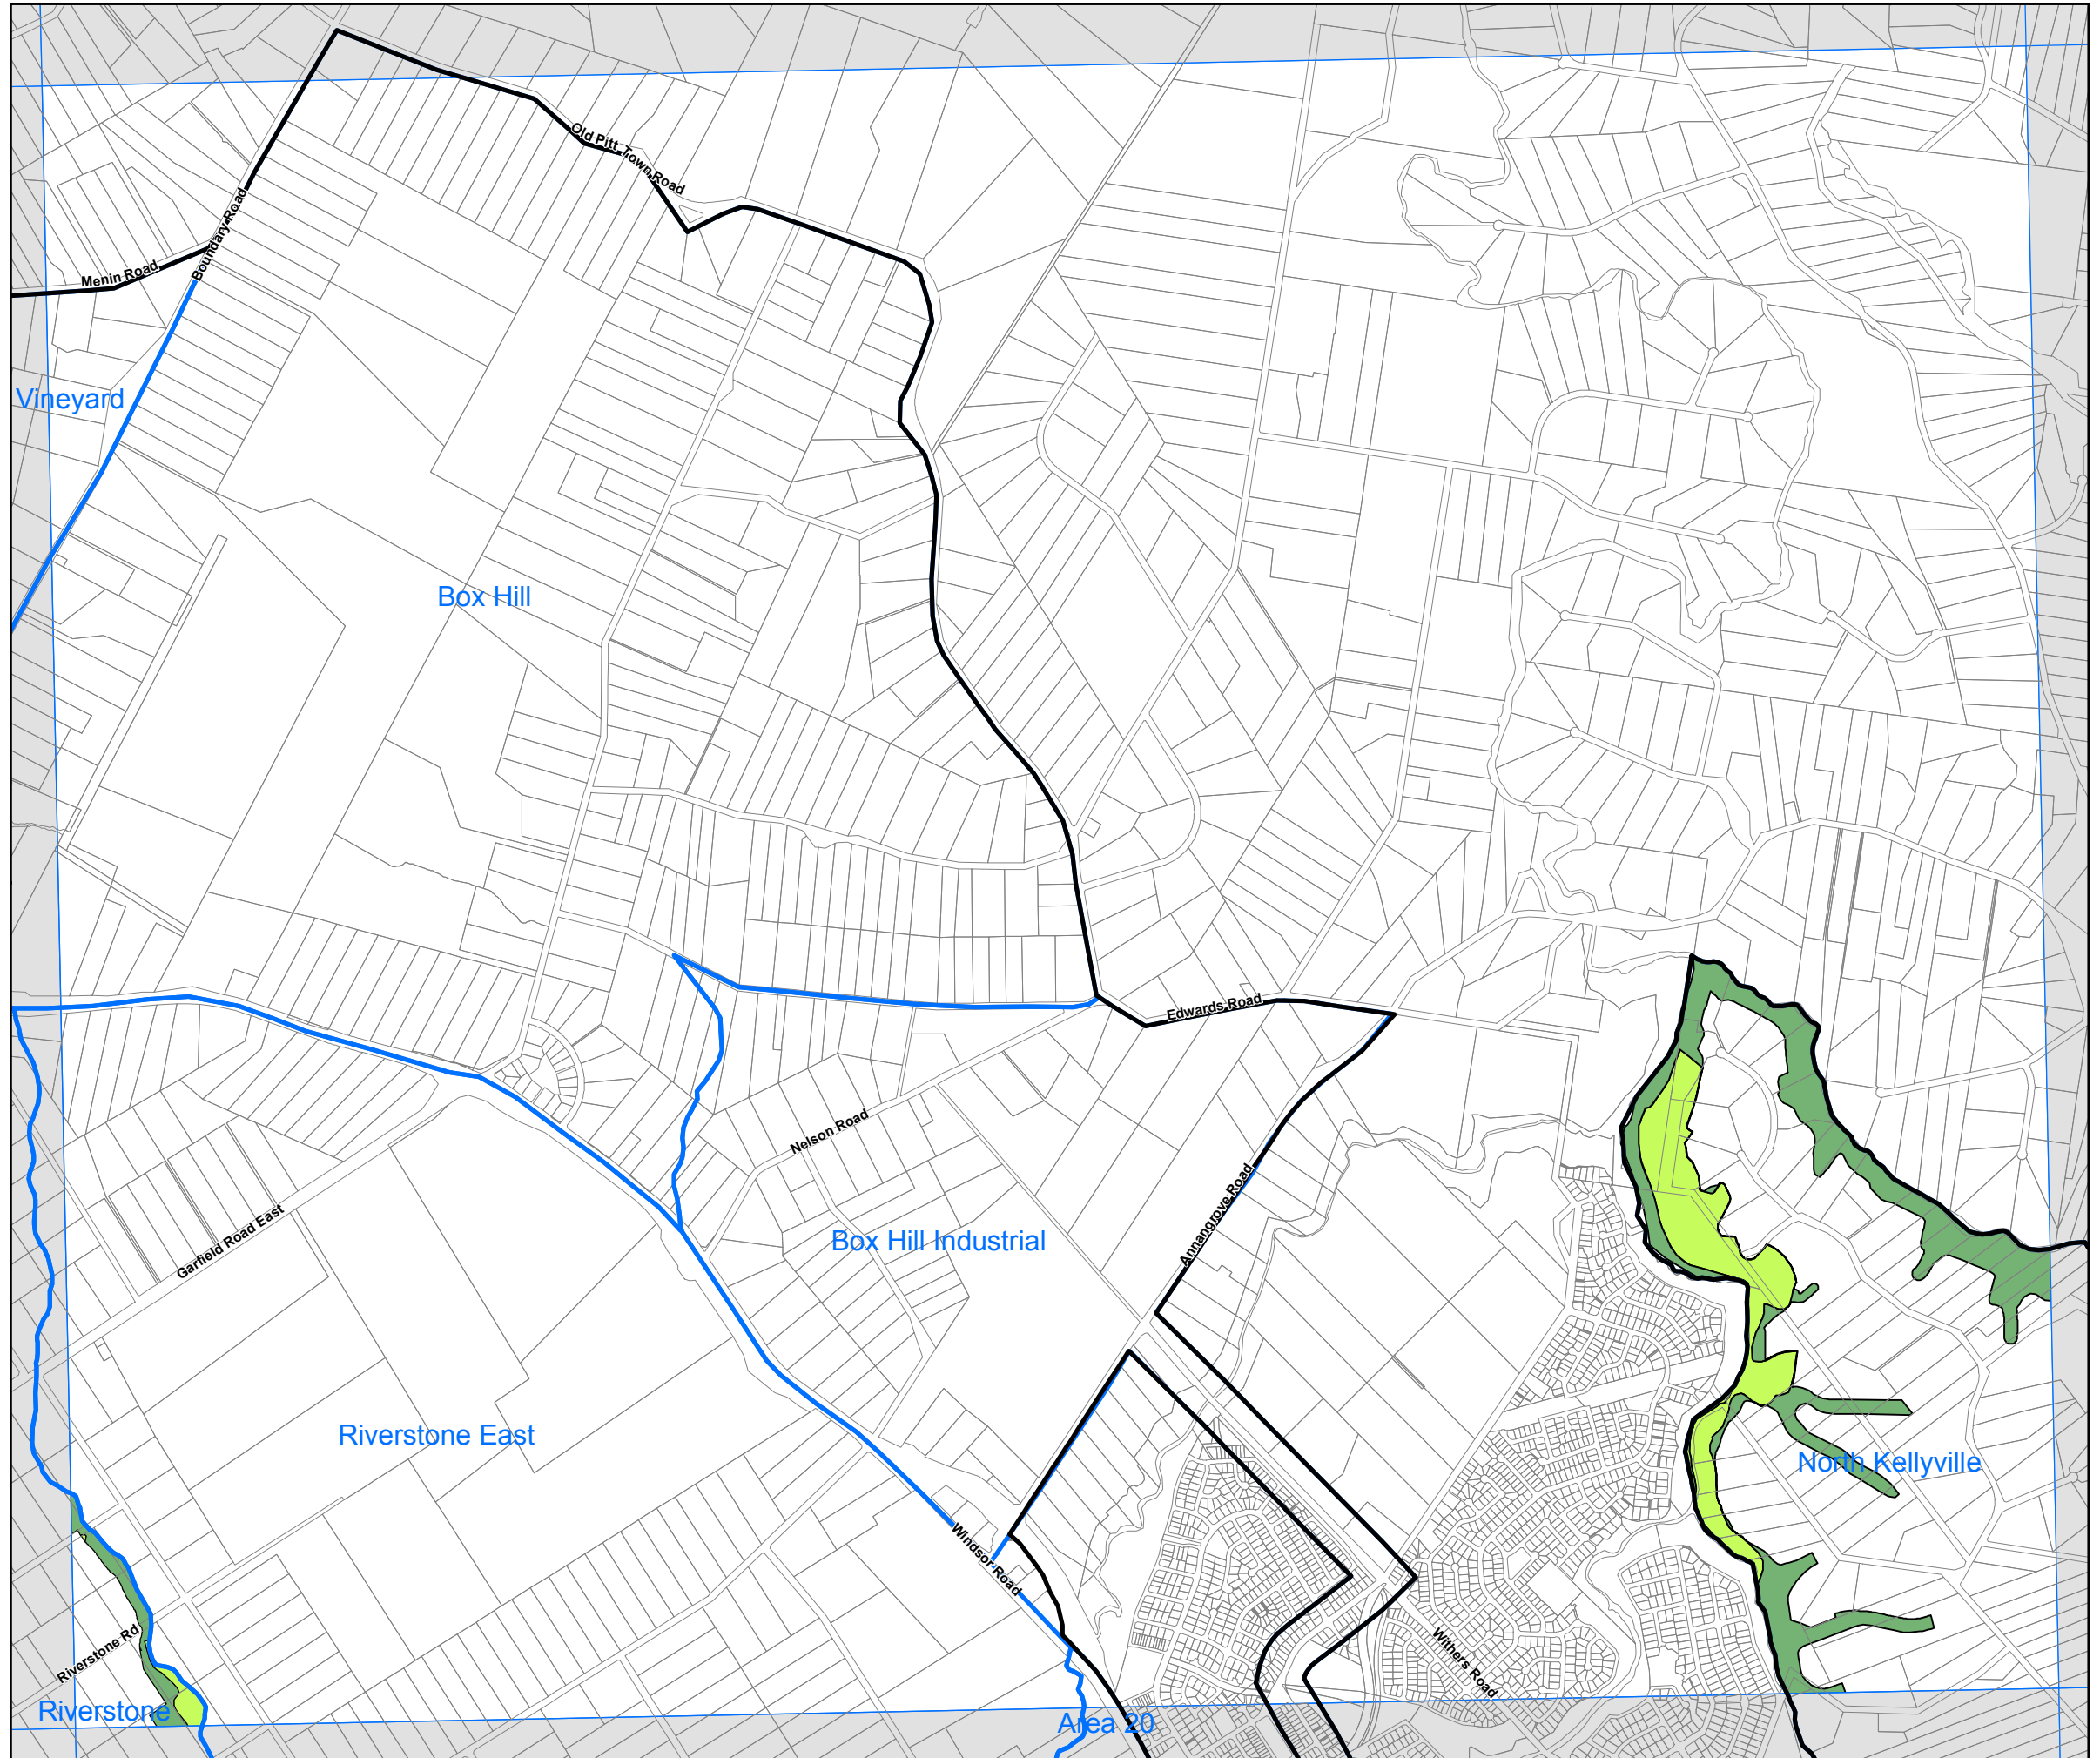 Old Pitt Town Road
Boundary Road
Menin Road
Vineyard
Box Hill
Edwards Road
Nelson Road
Annangrove Road
Garfield Road East
Box Hill Industrial
Riverstone East
North Kellyville
Windsor Road
Withers Road
Riverstone Rd
Riverstone
Area 20